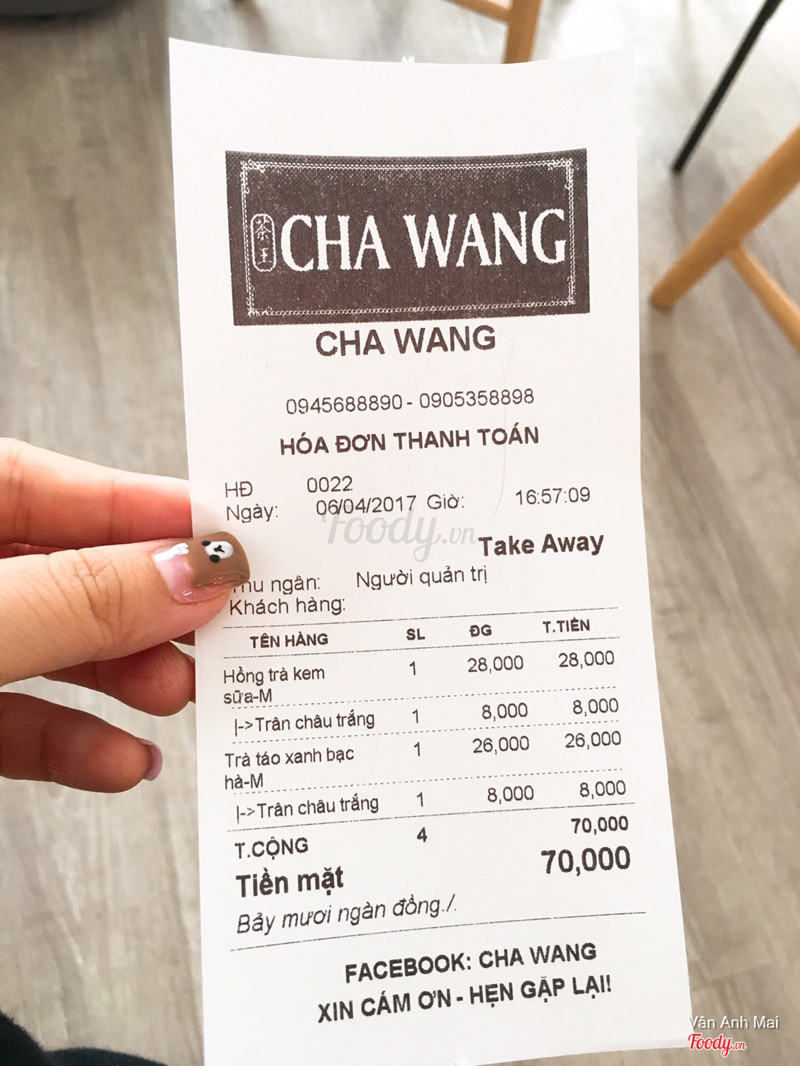 茶王 CHA WANG
CHA WANG
0945688890 - 0905358898
HÓA ĐƠN THANH TOÁN
HĐ 0022
Ngày: 06/04/2017 Giờ: 16:57:09
Foody.vn
Take Away
ngân: Người quản trị
Khách hàng:
TÊN HÀNG SL ĐG T.TIỀN
Hồng trà kem 1 28,000 28,000
sữa-M
|->Trân châu trắng 1 8,000 8,000
Trà táo xanh bạc 1 26,000 26,000
hà-M
|->Trân châu trắng 1 8,000 8,000
T.CỘNG 4 70,000
Tiền mặt 70,000
Bảy mươi ngàn đồng./.
FACEBOOK: CHA WANG
XIN CÁM ƠN - HẸN GẶP LẠI!
Vân Anh Mai
Foody.vn